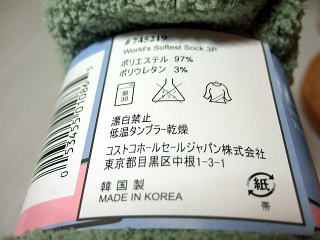 # 745219
World's Softest Sock 3P
ポリエステル 97%
ポリウレタン 3%
弱
30
漂白禁止
低温タンブラー乾燥
コストコホールセールジャパン株式会社
東京都目黒区中根1-3-1
韓国製
MADE IN KOREA
紙
帯